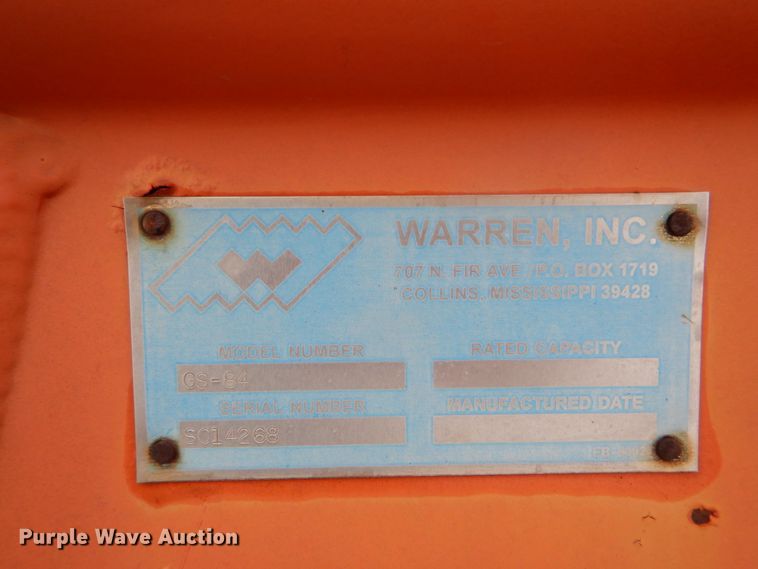 W
WARREN, INC.
707 N. FIR AVE./P.O. BOX 1719
COLLINS, MISSISSIPPI 39428
MODEL NUMBER
RATED CAPACITY
GS-84
SERIAL NUMBER
MANUFACTURED DATE
SC14268
Purple Wave Auction